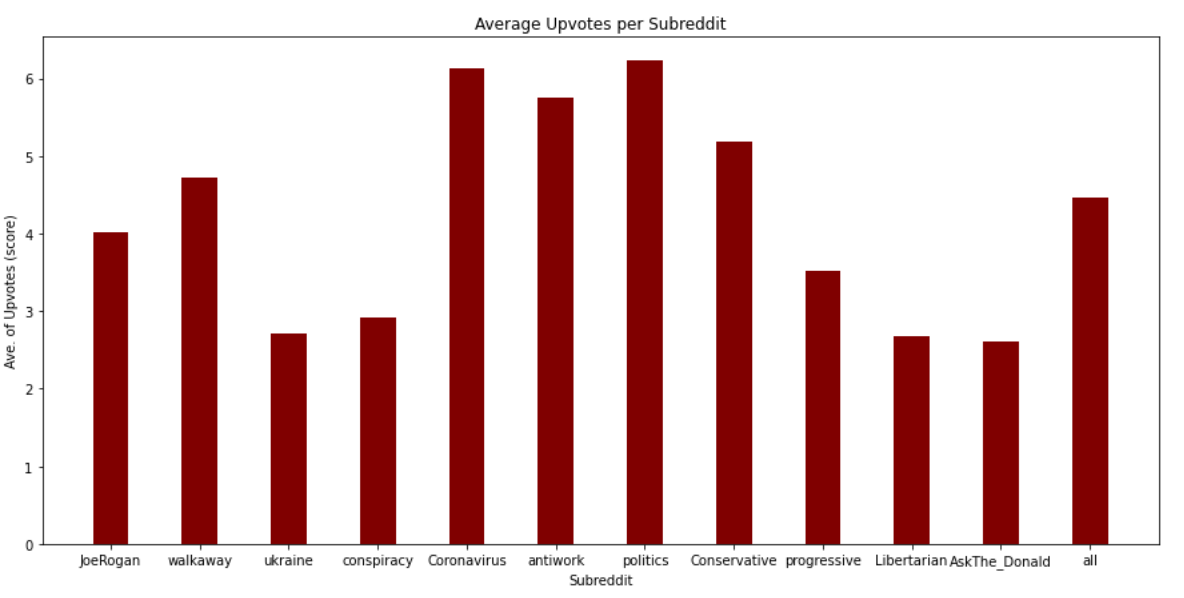 Average Upvotes per Subreddit
Ave. of Upvotes (score)
6
5
4
3
2
1
0
JoeRogan walkaway ukraine conspiracy Coronavirus antiwork politics Conservative progressive Libertarian AskThe_Donald all
Subreddit